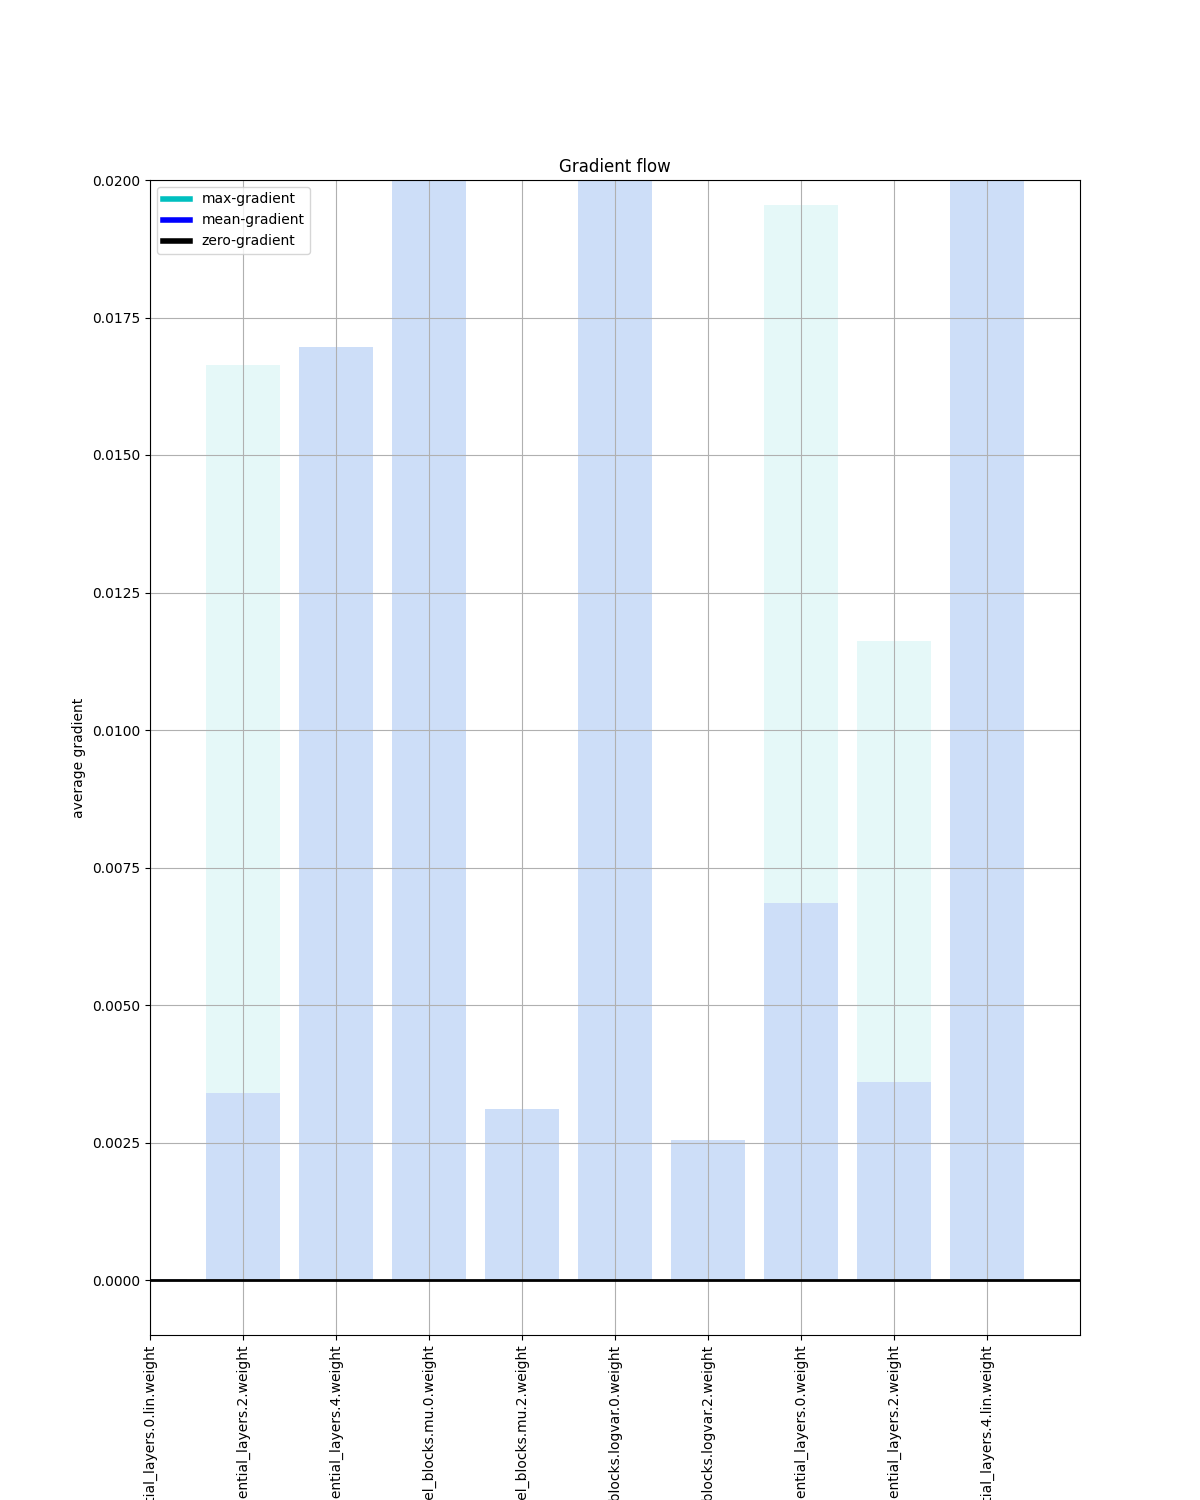 Gradient flow
max-gradient
mean-gradient
zero-gradient
0.0200
0.0175
0.0150
0.0125
0.0100
0.0075
0.0050
0.0025
0.0000
average gradient
tial_layers.0.lin.weight
ential_layers.2.weight
ential_layers.4.weight
el_blocks.mu.0.weight
el_blocks.mu.2.weight
blocks.logvar.0.weight
blocks.logvar.2.weight
ential_layers.0.weight
ential_layers.2.weight
tial_layers.4.lin.weight